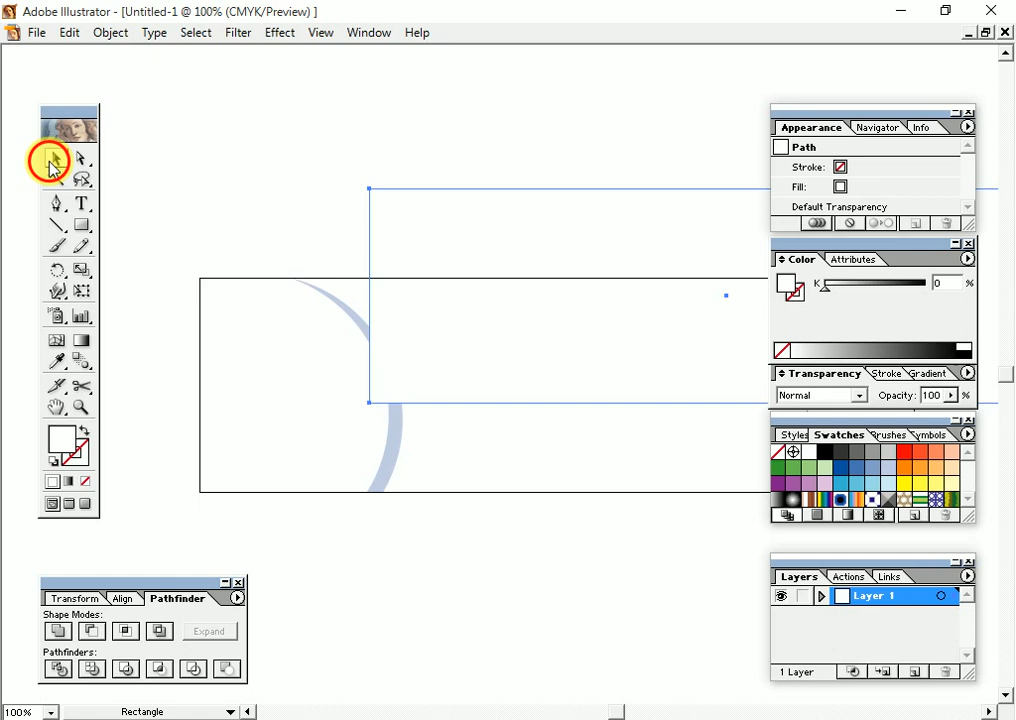 Adobe Illustrator - [Untitled-1 @ 100% (CMYK/Preview) ]
File Edit Object Type Select Filter Effect View Window Help
Appearance Navigator Info
Path
Stroke:
Fill:
Default Transparency
Color Attributes
K 0 %
Transparency Stroke Gradient
Normal Opacity: 100 %
Styles Swatches Brushes Symbols
T
Transform Align Pathfinder
Shape Modes:
Expand
Pathfinders:
Layers Actions Links
Layer 1
1 Layer
100% Rectangle